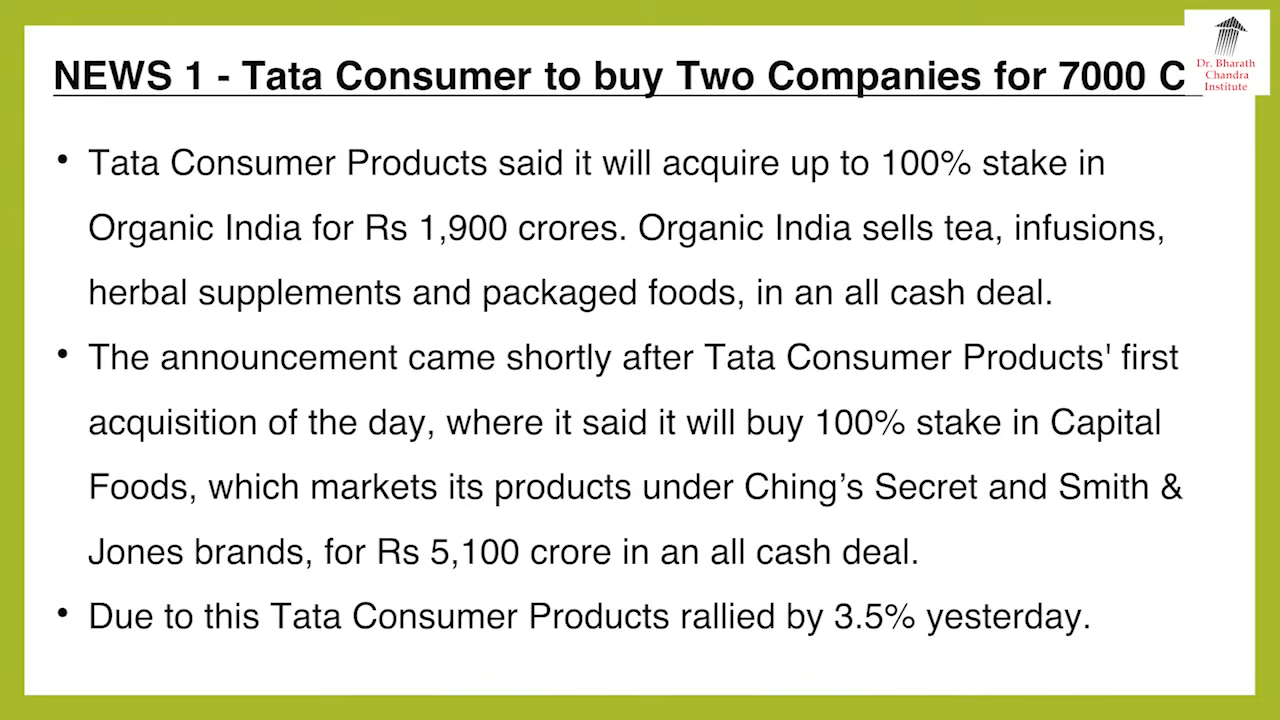 NEWS 1 - Tata Consumer to buy Two Companies for 7000 C
Dr. Bharath
Chandra
Institute
• Tata Consumer Products said it will acquire up to 100% stake in
Organic India for Rs 1,900 crores. Organic India sells tea, infusions,
herbal supplements and packaged foods, in an all cash deal.
• The announcement came shortly after Tata Consumer Products' first
acquisition of the day, where it said it will buy 100% stake in Capital
Foods, which markets its products under Ching’s Secret and Smith &
Jones brands, for Rs 5,100 crore in an all cash deal.
• Due to this Tata Consumer Products rallied by 3.5% yesterday.